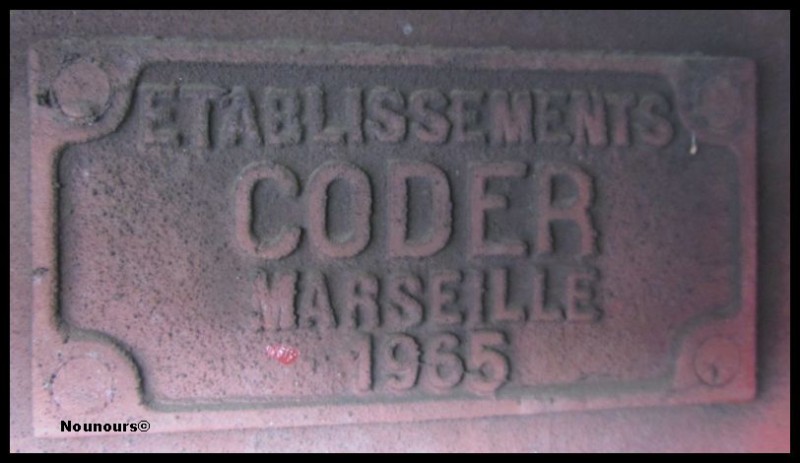 ETABLISSEMENTS
CODER
MARSEILLE
1965
Nounours©